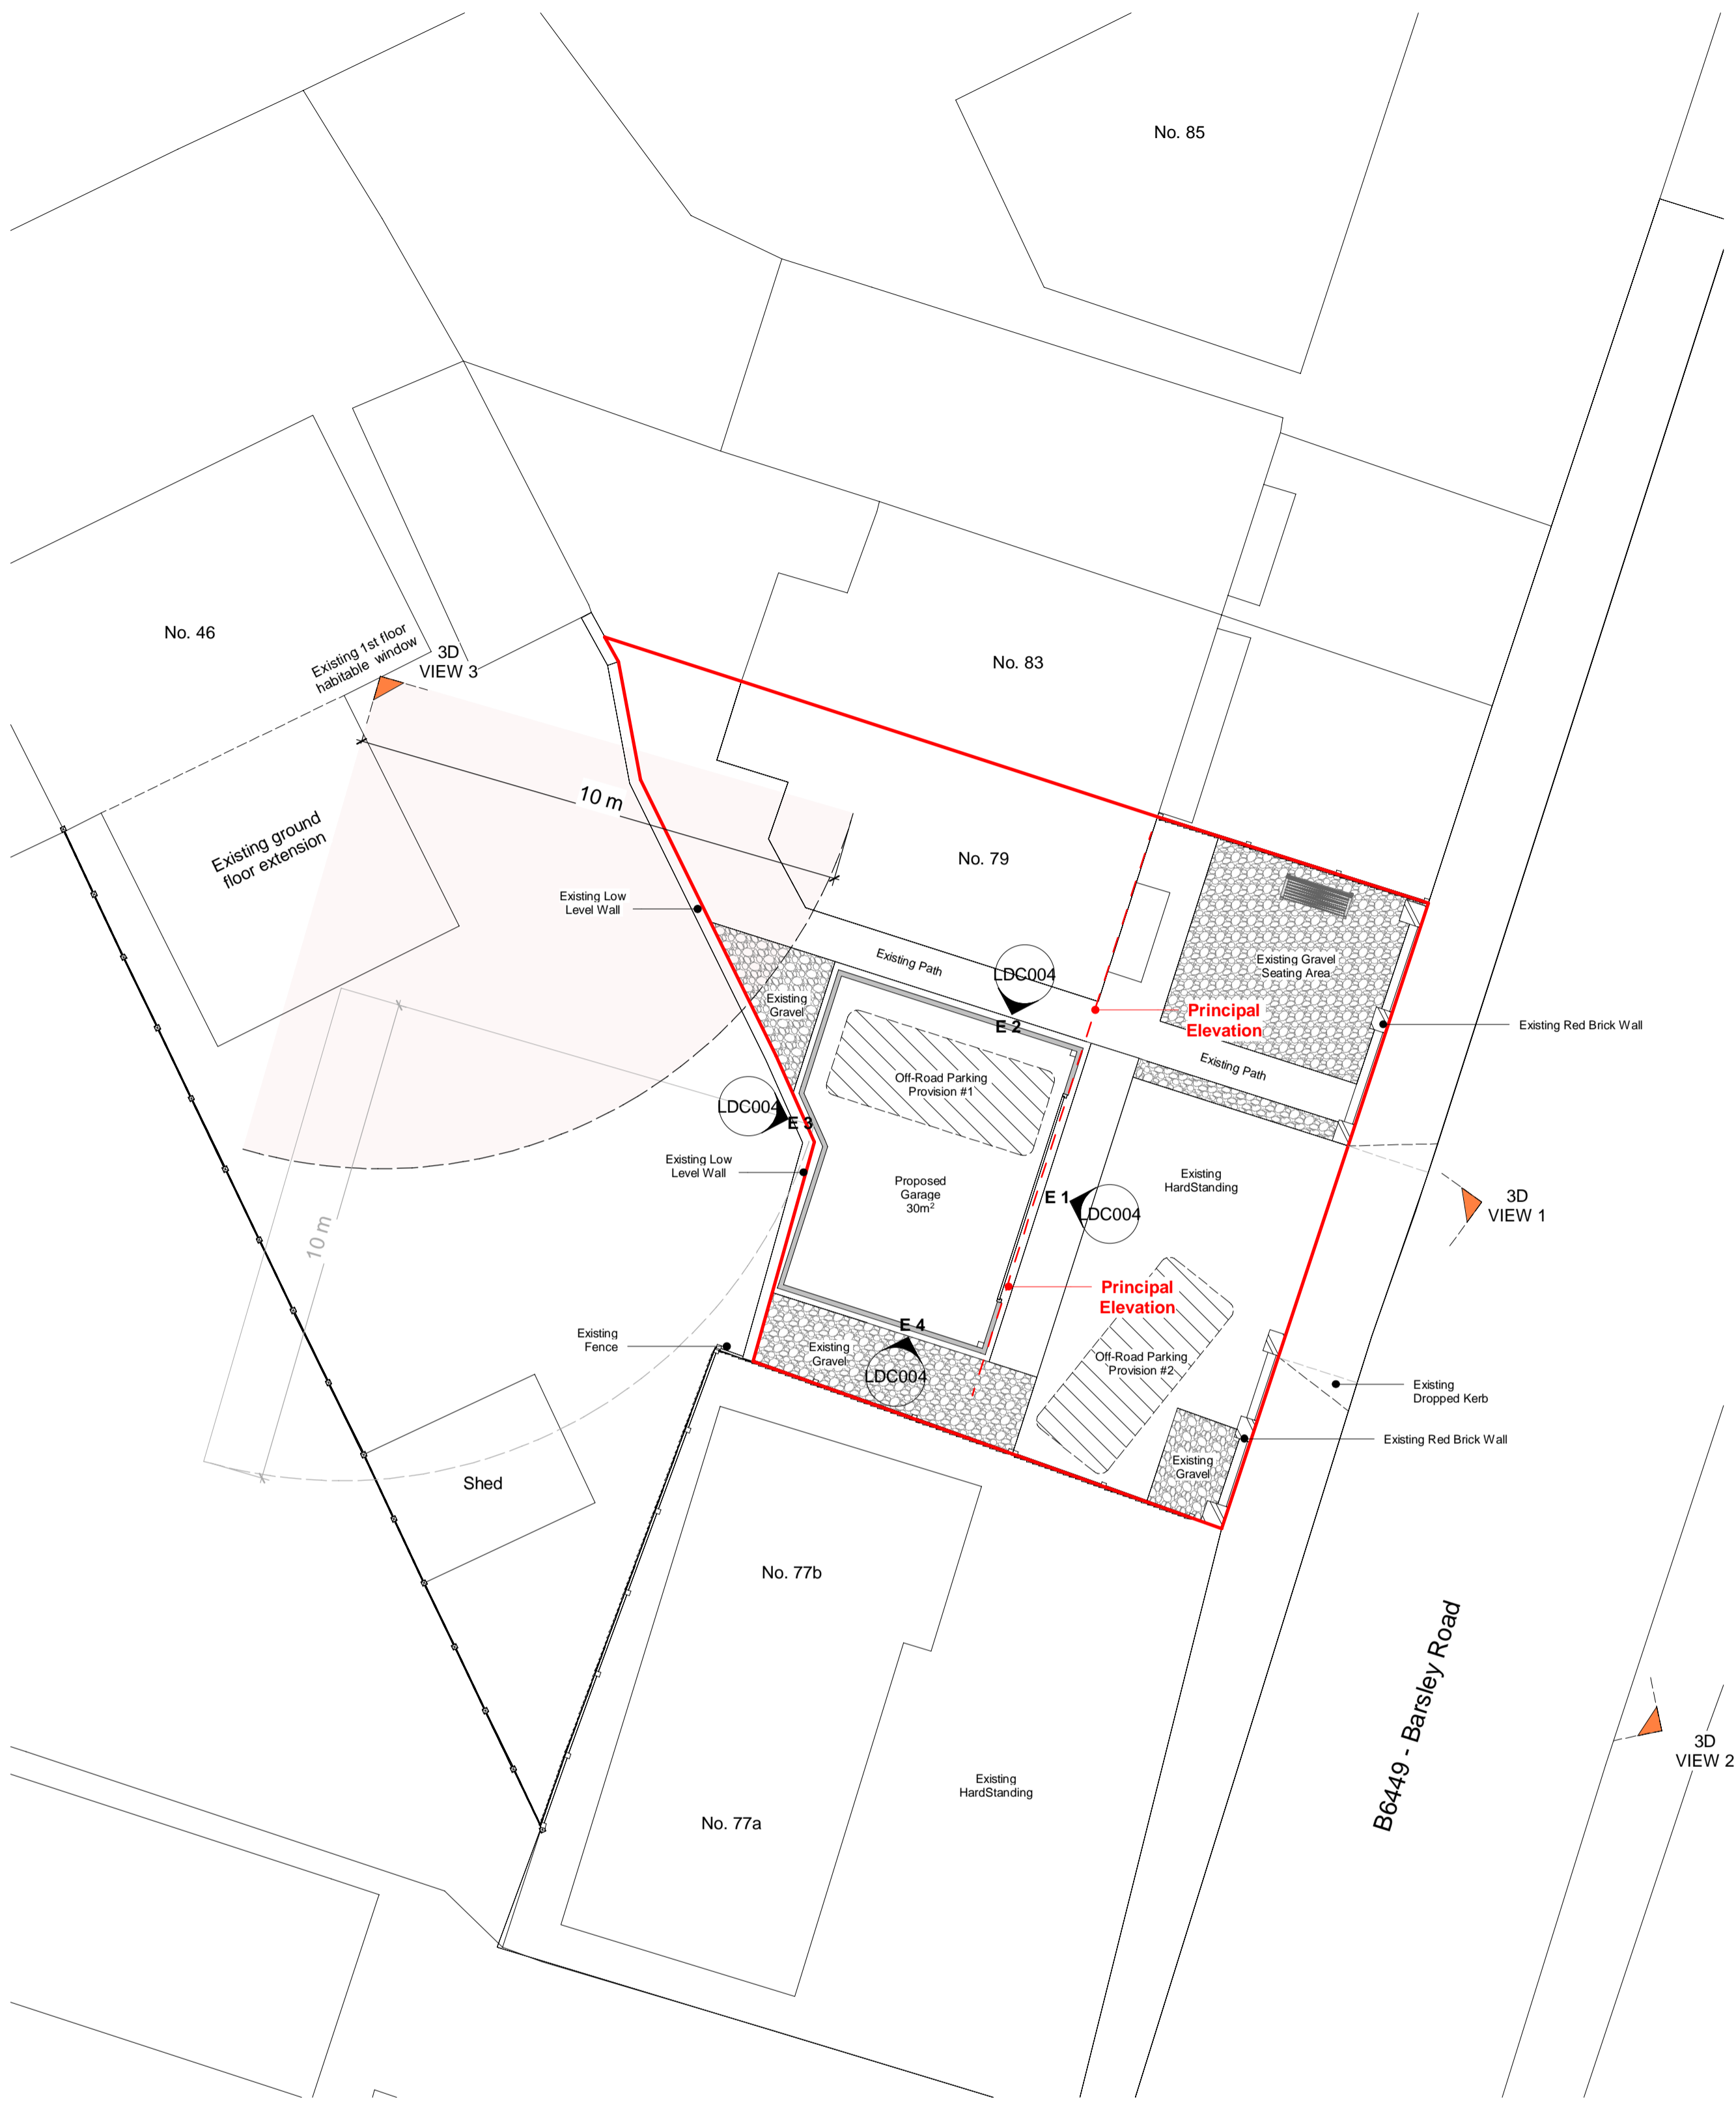 No. 85
No. 46
Existing 1st floor
habitable window
3D
VIEW 3
No. 83
10 m
Existing ground
floor extension
No. 79
Existing Low
Level Wall
Existing Path
LDC004
E 2
Existing
Gravel
Principal
Elevation
Existing Gravel
Seating Area
Existing Red Brick Wall
Existing Path
Off-Road Parking
Provision #1
LDC004
E 3
Existing Low
Level Wall
Proposed
Garage
30m²
E 1
LDC004
Existing
HardStanding
3D
VIEW 1
10 m
Principal
Elevation
E 4
Existing
Gravel
LDC004
Existing
Fence
Off-Road Parking
Provision #2
Existing
Dropped Kerb
Existing Red Brick Wall
Existing
Gravel
Shed
No. 77b
B6449 - Barsley Road
3D
VIEW 2
Existing
HardStanding
No. 77a